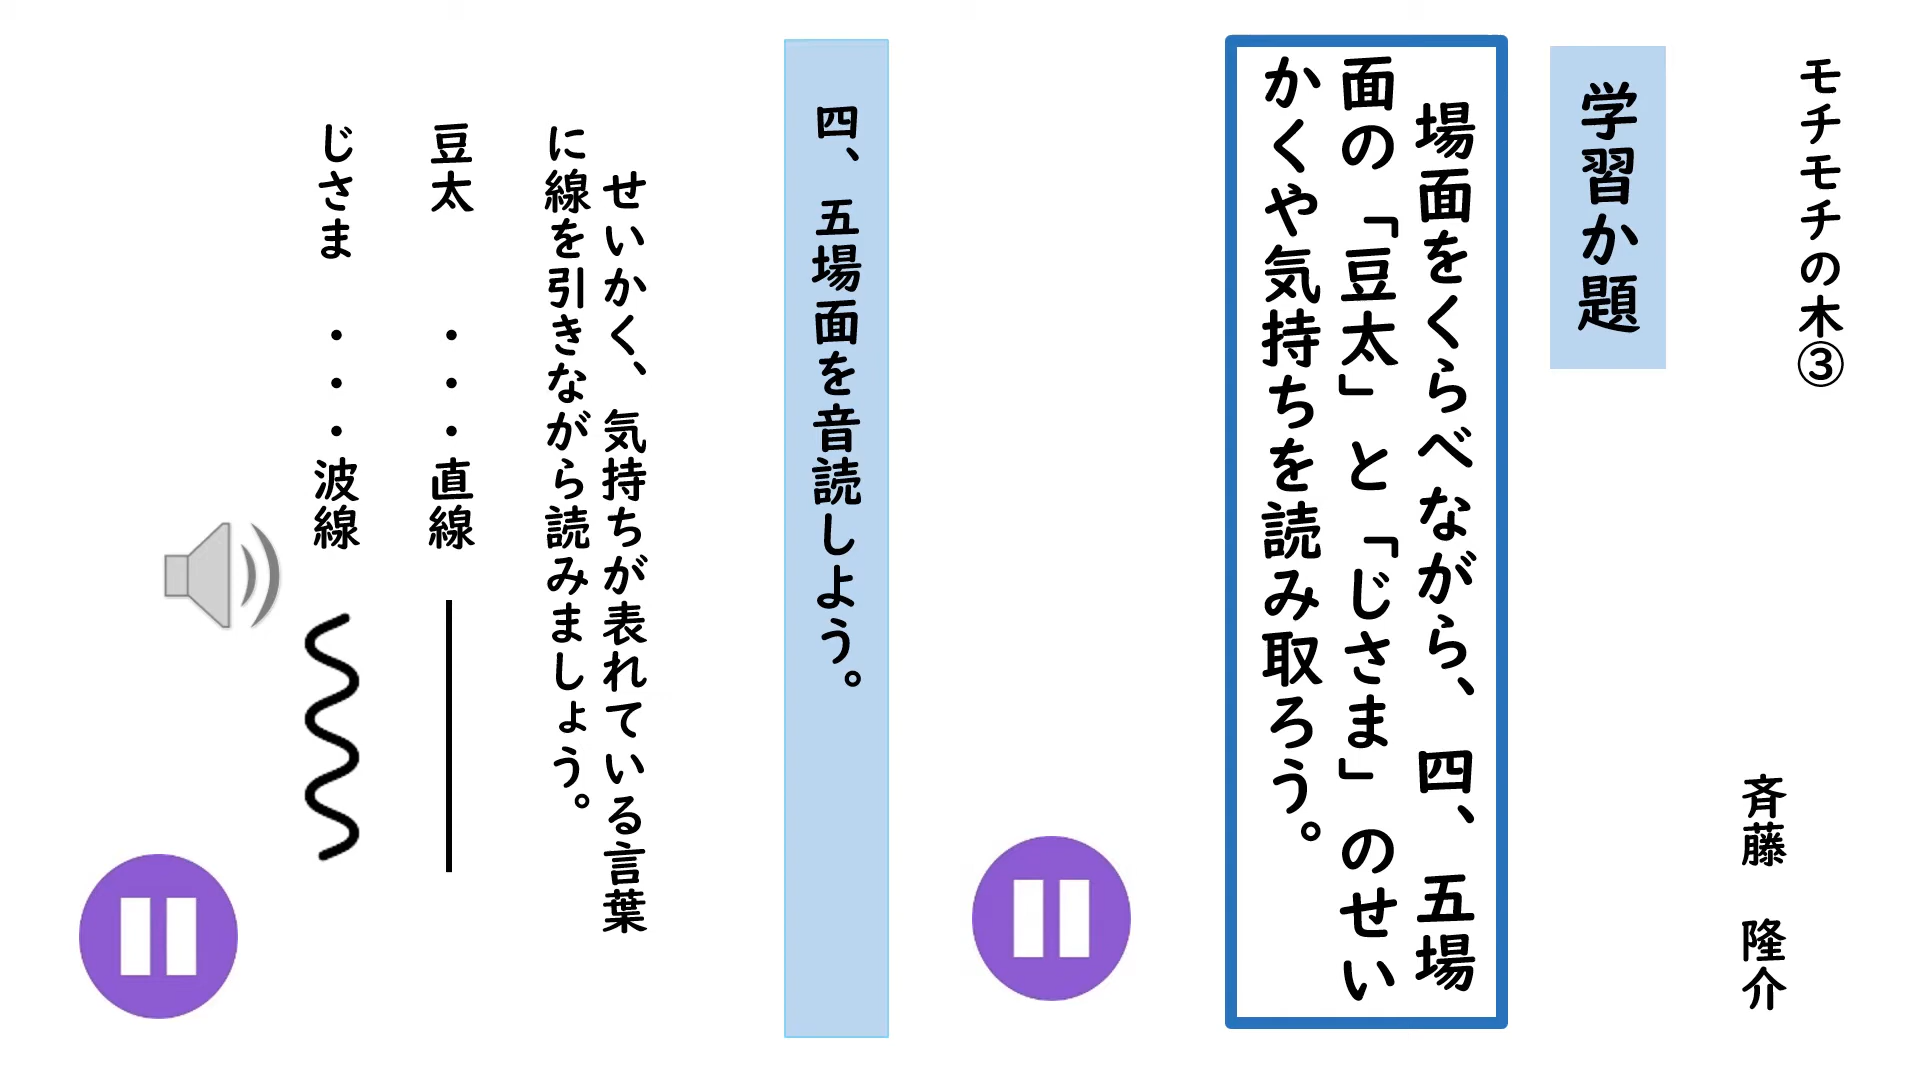 モチモチの木③
斉藤 隆介
学習か題
場面をくらべながら、四、五場
面の「豆太」と「じさま」のせい
かくや気持ちを読み取ろう。
四、五場面を音読しよう。
せいかく、気持ちが表れている言葉
に線を引きながら読みましょう。
豆太 ・・・直線
じさま ・・・波線